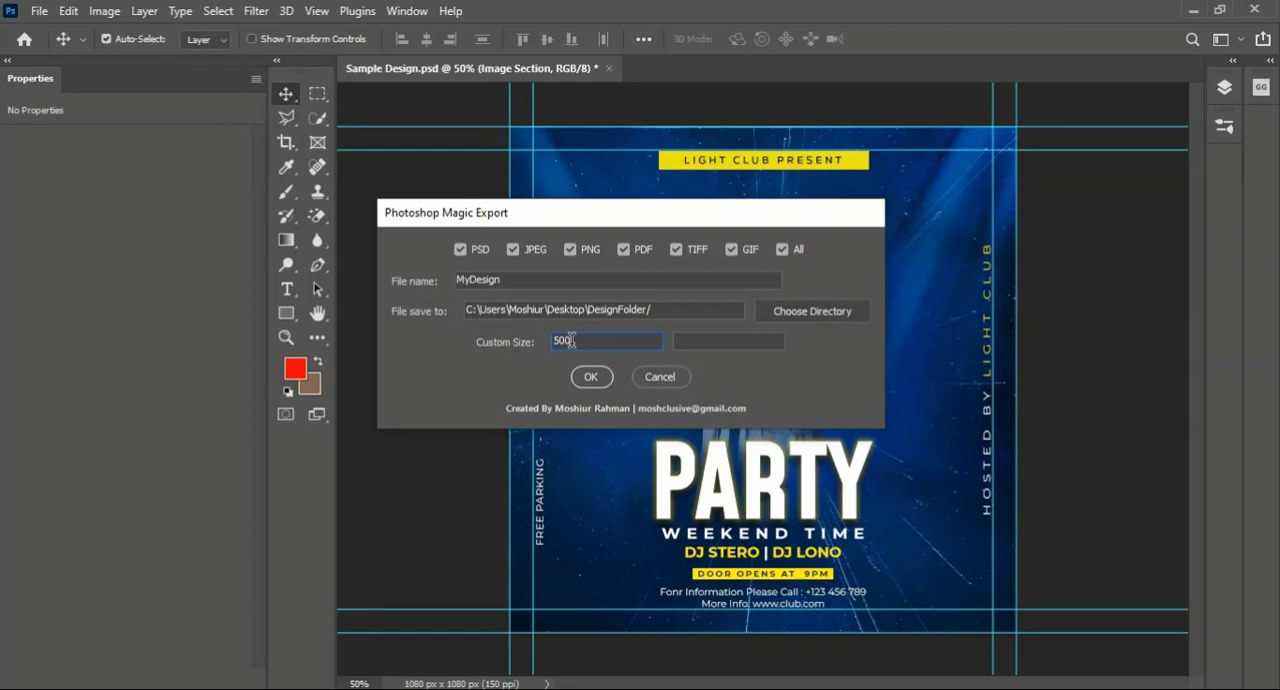 Ps File Edit Image Layer Type Select Filter 3D View Plugins Window Help
Auto-Select: Layer Show Transform Controls 3D Mode:
Properties
Sample Design.psd @ 50% (Image Section, RGB/8) *
No Properties
GG
LIGHT CLUB PRESENT
Photoshop Magic Export
PSD JPEG PNG PDF TIFF GIF All
File name: MyDesign
File save to: C:\Users\Moshiur\Desktop\DesignFolder/ Choose Directory
Custom Size: 500
OK Cancel
Created By Moshiur Rahman | moshclusive@gmail.com
HOSTED BY LIGHT CLUB
FREE PARKING
PARTY
WEEKEND TIME
DJ STERO | DJ LONO
DOOR OPENS AT 9PM
Fonr Information Please Call : +123 456 789
More Info: www.club.com
50% 1080 px x 1080 px (150 ppi)